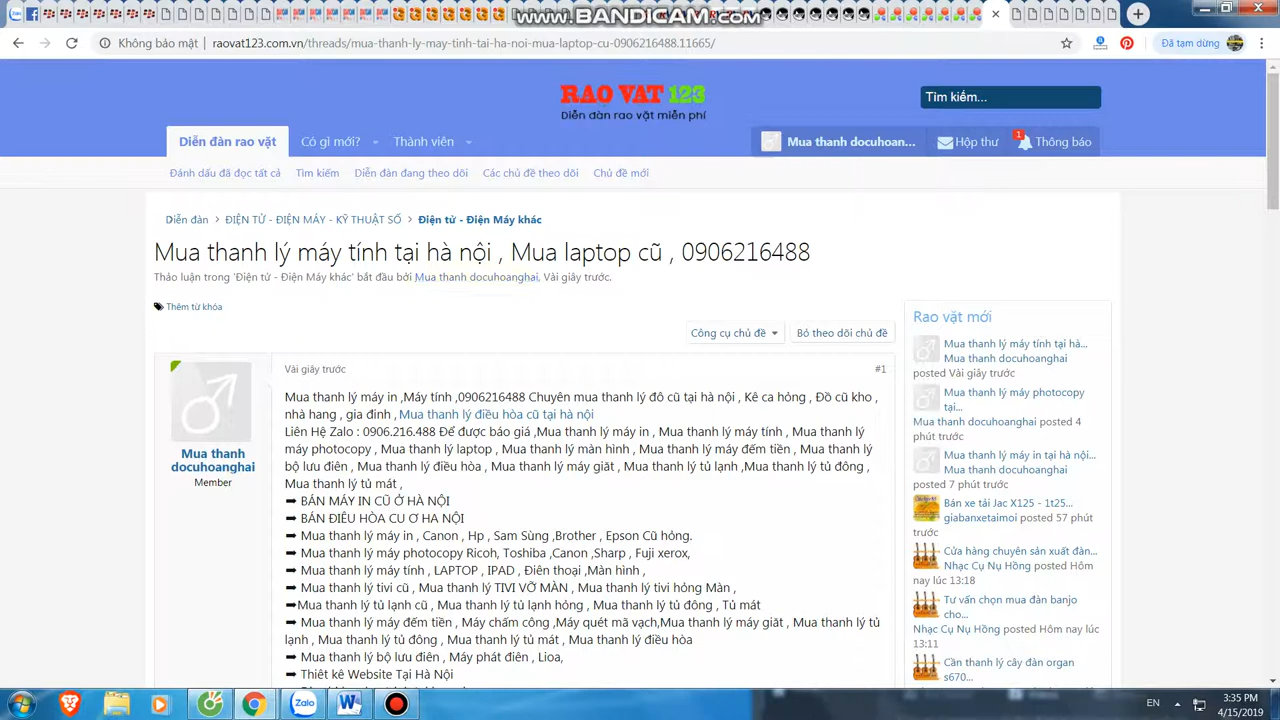 www.BANDICAM.com
Không bảo mật | raovat123.com.vn/threads/mua-thanh-ly-may-tinh-tai-ha-noi-mua-laptop-cu-0906216488.11665/
Đã tạm dừng
RAO VAT 123
Diễn đàn rao vặt miễn phí
Tìm kiếm...
Diễn đàn rao vặt
Có gì mới?
Thành viên
Mua thanh docuhoan...
Hộp thư
1
Thông báo
Đánh dấu đã đọc tất cả
Tìm kiếm
Diễn đàn đang theo dõi
Các chủ đề theo dõi
Chủ đề mới
Diễn đàn
ĐIỆN TỬ - ĐIỆN MÁY - KỸ THUẬT SỐ
Điện tử - Điện Máy khác
Mua thanh lý máy tính tại hà nội , Mua laptop cũ , 0906216488
Thảo luận trong 'Điện tử - Điện Máy khác' bắt đầu bởi Mua thanh docuhoanghai, Vài giây trước.
Thêm từ khóa
Công cụ chủ đề
Bỏ theo dõi chủ đề
Mua thanh
docuhoanghai
Member
Vài giây trước
#1
Mua thanh lý máy in ,Máy tính ,0906216488 Chuyên mua thanh lý đô cũ tại hà nội , Kê ca hỏng , Đồ cũ kho ,
nhà hang , gia đinh , Mua thanh lý điều hòa cũ tại hà nội
Liên Hệ Zalo : 0906.216.488 Để được báo giá ,Mua thanh lý máy in , Mua thanh lý máy tính , Mua thanh lý
máy photocopy , Mua thanh lý laptop , Mua thanh lý màn hình , Mua thanh lý máy đếm tiền , Mua thanh lý
bộ lưu điên , Mua thanh lý điều hòa , Mua thanh lý máy giăt , Mua thanh lý tủ lạnh ,Mua thanh lý tủ đông ,
Mua thanh lý tủ mát ,
➡ BÁN MÁY IN CŨ Ở HÀ NỘI
➡ BÁN ĐIÊU HÒA CU Ơ HA NỘI
➡ Mua thanh lý máy in , Canon , Hp , Sam Sùng ,Brother , Epson Cũ hỏng.
➡ Mua thanh lý máy photocopy Ricoh, Toshiba ,Canon ,Sharp , Fuji xerox,
➡ Mua thanh lý máy tính , LAPTOP , IPAD , Điên thoại ,Màn hình ,
➡ Mua thanh lý tivi cũ , Mua thanh lý TIVI VỠ MÀN , Mua thanh lý tivi hỏng Màn ,
➡Mua thanh lý tủ lạnh cũ , Mua thanh lý tủ lạnh hỏng , Mua thanh lý tủ đông , Tủ mát
➡ Mua thanh lý máy đếm tiền , Máy chấm công ,Máy quét mã vạch,Mua thanh lý máy giăt , Mua thanh lý tủ
lạnh , Mua thanh lý tủ đông , Mua thanh lý tủ mát , Mua thanh lý điều hòa
➡ Mua thanh lý bộ lưu điên , Máy phát điên , Lioa,
➡ Thiêt kê Website Tại Hà Nội
Rao vặt mới
Mua thanh lý máy tính tại hà...
Mua thanh docuhoanghai
posted Vài giây trước
Mua thanh lý máy photocopy
tại...
Mua thanh docuhoanghai posted 4
phút trước
Mua thanh lý máy in tại hà nội...
Mua thanh docuhoanghai
posted 7 phút trước
Bán xe tải Jac X125 - 1t25...
giabanxetaimoi posted 57 phút
trước
Cửa hàng chuyên sản xuất đàn...
Nhạc Cụ Nụ Hồng posted Hôm
nay lúc 13:18
Tư vấn chọn mua đàn banjo
cho...
Nhạc Cụ Nụ Hồng posted Hôm nay lúc
13:11
Cần thanh lý cây đàn organ
s670...
Zalo
EN
3:35 PM
4/15/2019